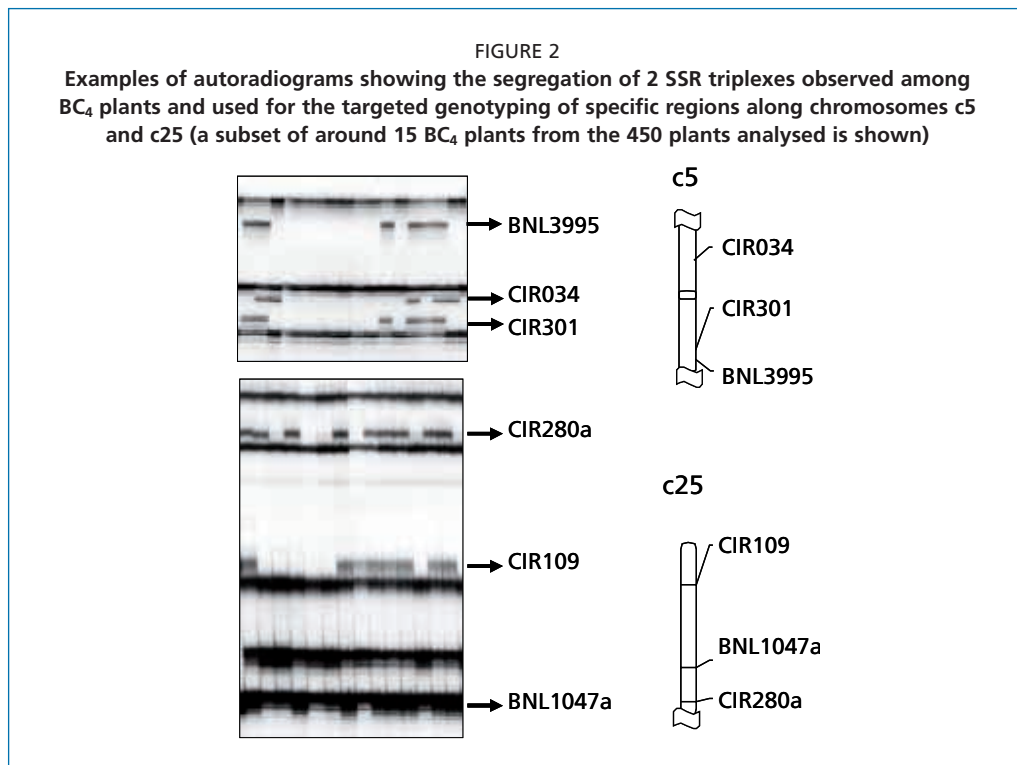 FIGURE 2
Examples of autoradiograms showing the segregation of 2 SSR triplexes observed among
BC₄ plants and used for the targeted genotyping of specific regions along chromosomes c5
and c25 (a subset of around 15 BC₄ plants from the 450 plants analysed is shown)
BNL3995
CIR034
CIR301
c5
CIR034
CIR301
BNL3995
CIR280a
CIR109
BNL1047a
c25
CIR109
BNL1047a
CIR280a